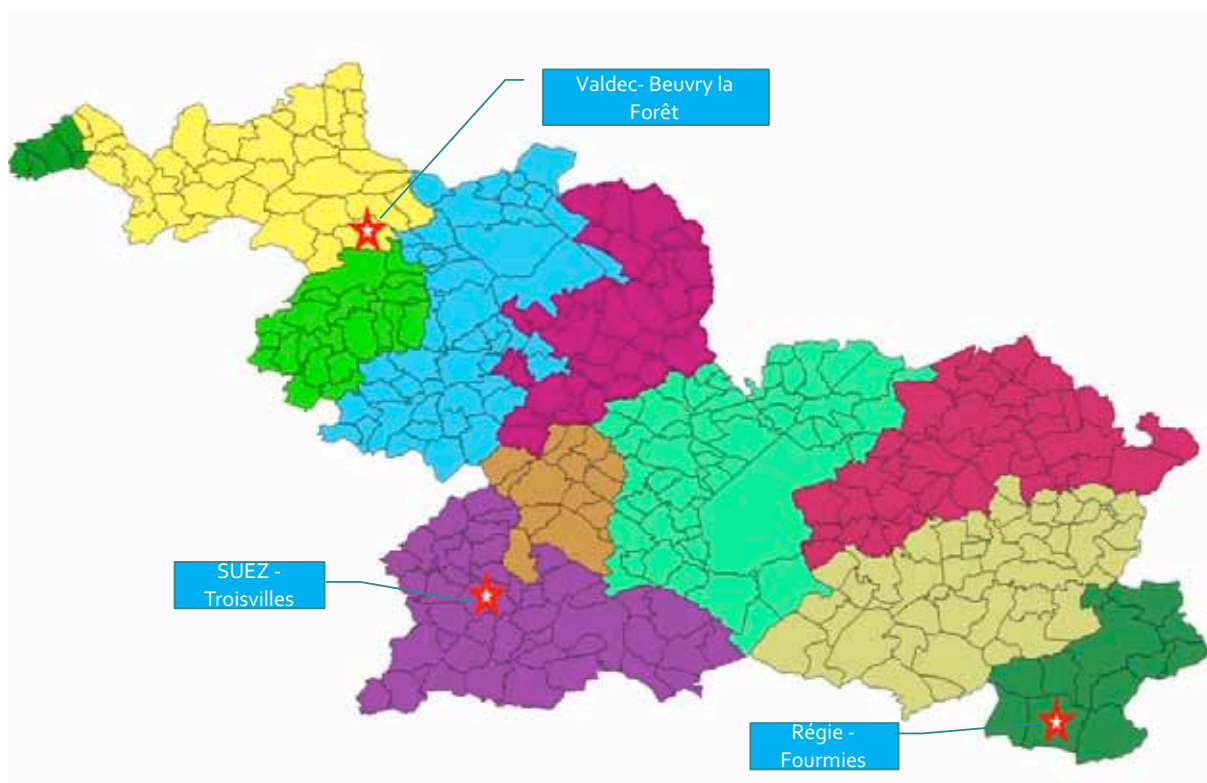 Valdec- Beuvry la
Forêt
SUEZ -
Troisvilles
Régie -
Fourmies